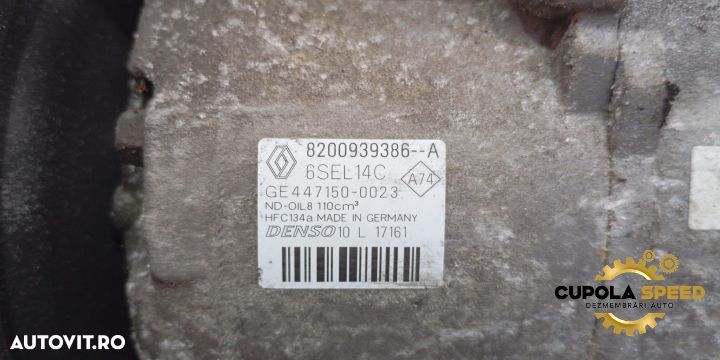 8200939386--A
6SEL14C
A74
GE447150-0023
ND-OIL8 110cm³
HFC134a MADE IN GERMANY
DENSO 10 L 17161
CUPOLA SPEED
DEZMEMBRĂRI AUTO
AUTOVIT.RO